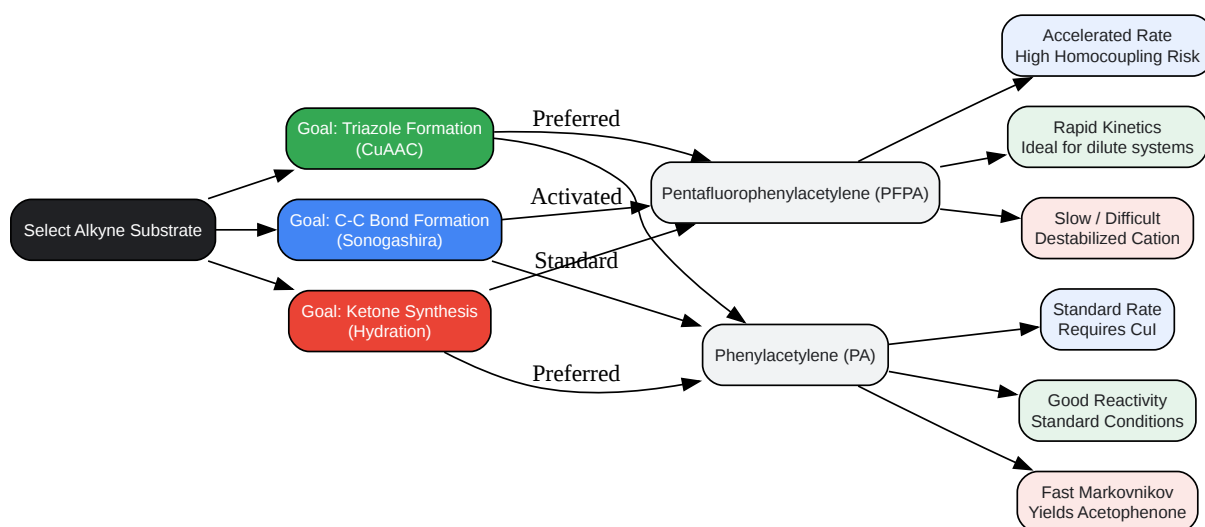 Select Alkyne Substrate
Goal: Triazole Formation
(CuAAC)
Goal: C-C Bond Formation
(Sonogashira)
Goal: Ketone Synthesis
(Hydration)
Preferred
Activated
Standard
Preferred
Pentafluorophenylacetylene (PFPA)
Phenylacetylene (PA)
Accelerated Rate
High Homocoupling Risk
Rapid Kinetics
Ideal for dilute systems
Slow / Difficult
Destabilized Cation
Standard Rate
Requires CuI
Good Reactivity
Standard Conditions
Fast Markovnikov
Yields Acetophenone